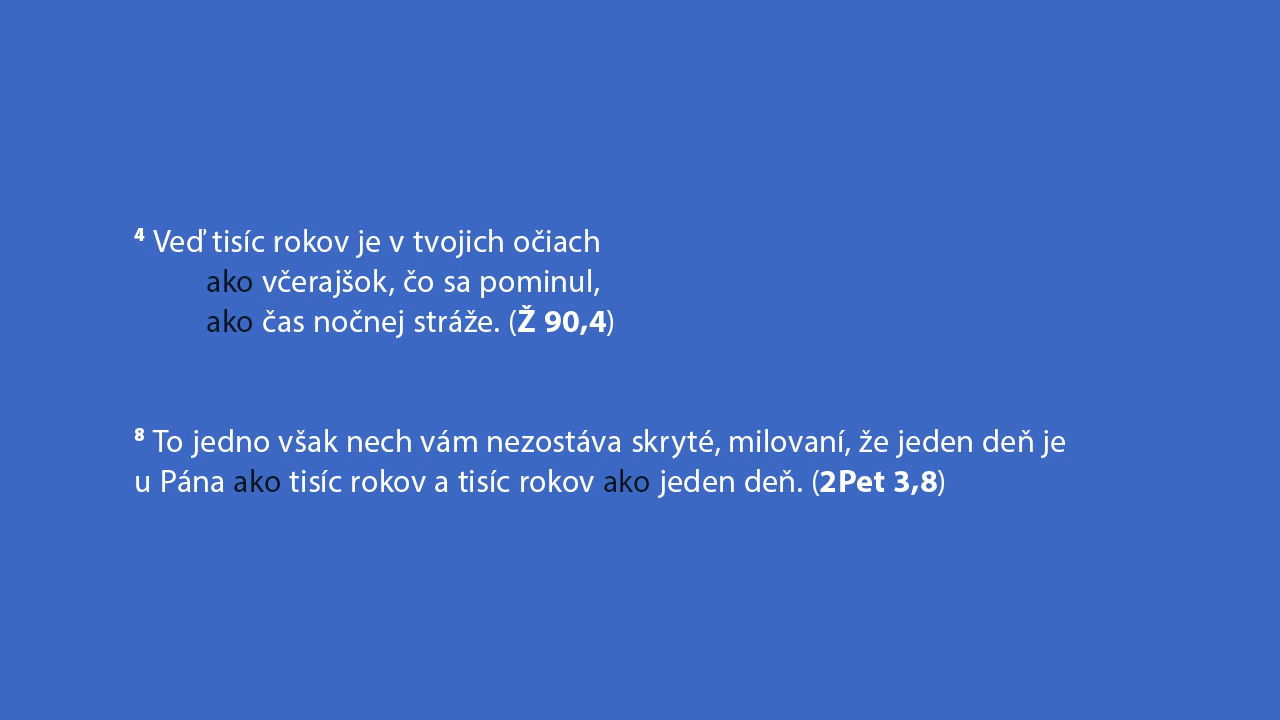 ⁴ Veď tisíc rokov je v tvojich očiach
ako včerajšok, čo sa pominul,
ako čas nočnej stráže. (Ž 90,4)
⁸ To jedno však nech vám nezostáva skryté, milovaní, že jeden deň je
u Pána ako tisíc rokov a tisíc rokov ako jeden deň. (2Pet 3,8)